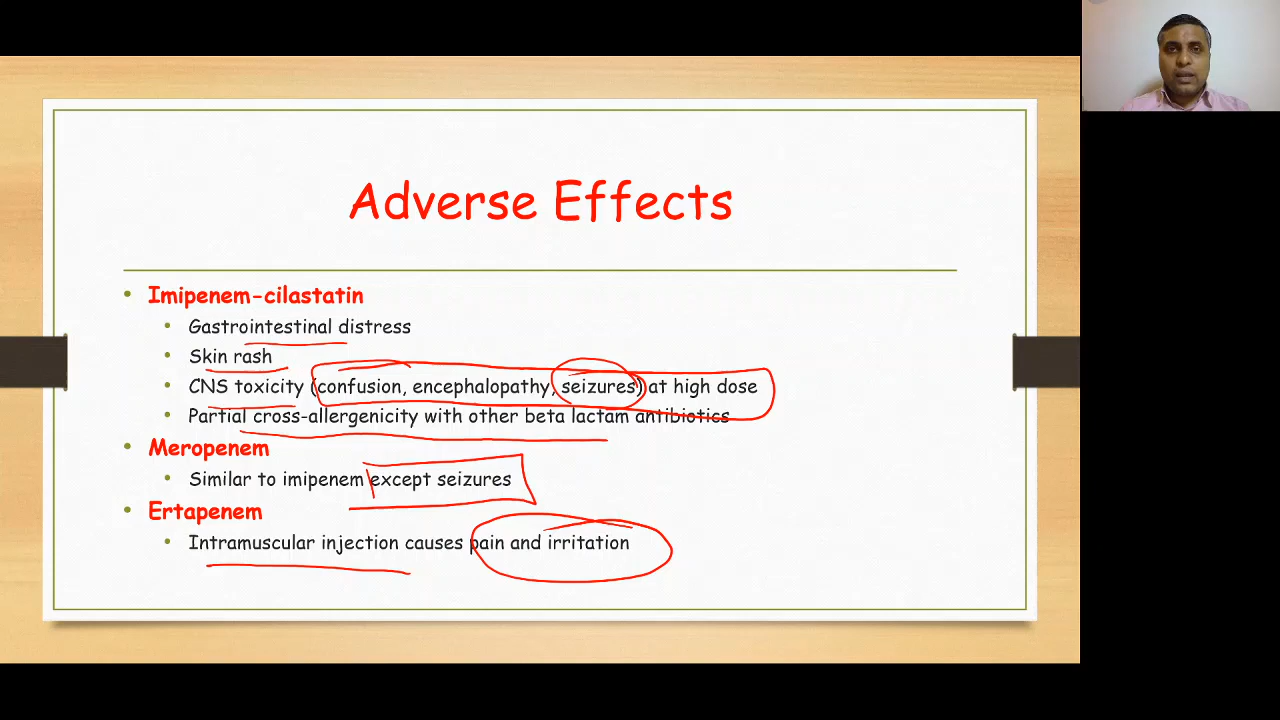 Adverse Effects
• Imipenem-cilastatin
• Gastrointestinal distress
• Skin rash
• CNS toxicity (confusion, encephalopathy, seizures) at high dose
• Partial cross-allergenicity with other beta lactam antibiotics
• Meropenem
• Similar to imipenem except seizures
• Ertapenem
• Intramuscular injection causes pain and irritation